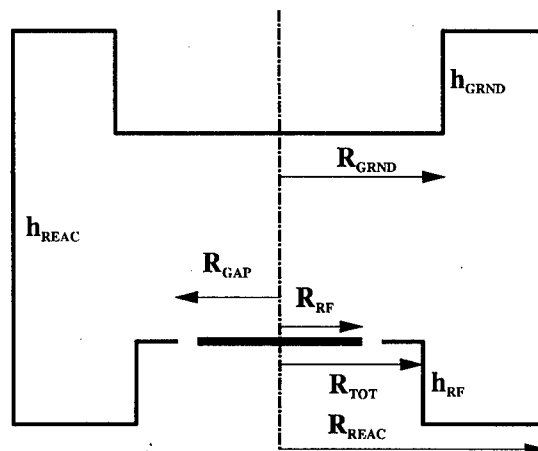 h_GRND
R_GRND
h_REAC
R_GAP
R_RF
R_TOT
h_RF
R_REAC